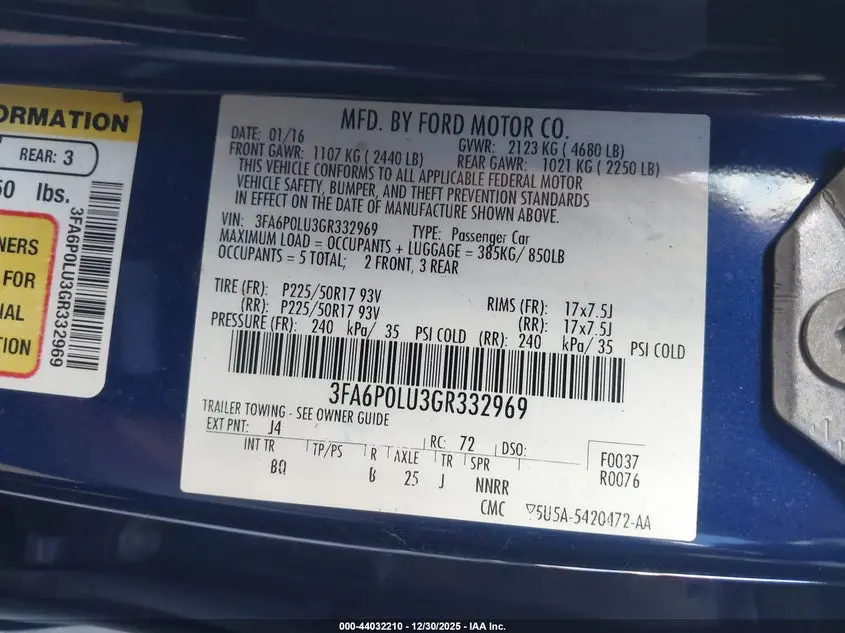 ORMATION
REAR: 3
50 lbs.
NERS
FOR
IAL
TION
3FA6P0LU3GR332969
MFD. BY FORD MOTOR CO.
DATE: 01/16 GVWR: 2123 KG ( 4680 LB)
FRONT GAWR: 1107 KG ( 2440 LB) REAR GAWR: 1021 KG ( 2250 LB)
THIS VEHICLE CONFORMS TO ALL APPLICABLE FEDERAL MOTOR
VEHICLE SAFETY, BUMPER, AND THEFT PREVENTION STANDARDS
IN EFFECT ON THE DATE OF MANUFACTURE SHOWN ABOVE.
VIN: 3FA6P0LU3GR332969 TYPE: Passenger Car
MAXIMUM LOAD = OCCUPANTS + LUGGAGE = 385KG/ 850LB
OCCUPANTS = 5 TOTAL; 2 FRONT, 3 REAR
TIRE (FR): P225/50R17 93V RIMS (FR): 17x7.5J
(RR): P225/50R17 93V (RR): 17x7.5J
PRESSURE (FR): 240 kPa/ 35 PSI COLD (RR): 240 kPa/ 35 PSI COLD
3FA6P0LU3GR332969
TRAILER TOWING - SEE OWNER GUIDE
EXT PNT: J4 RC: 72 DSO: F0037
INT TR TP/PS R AXLE TR SPR R0076
BQ B 25 J NNRR
CMC 5U5A-5420472-AA
000-44032210 - 12/30/2025 - IAA Inc.